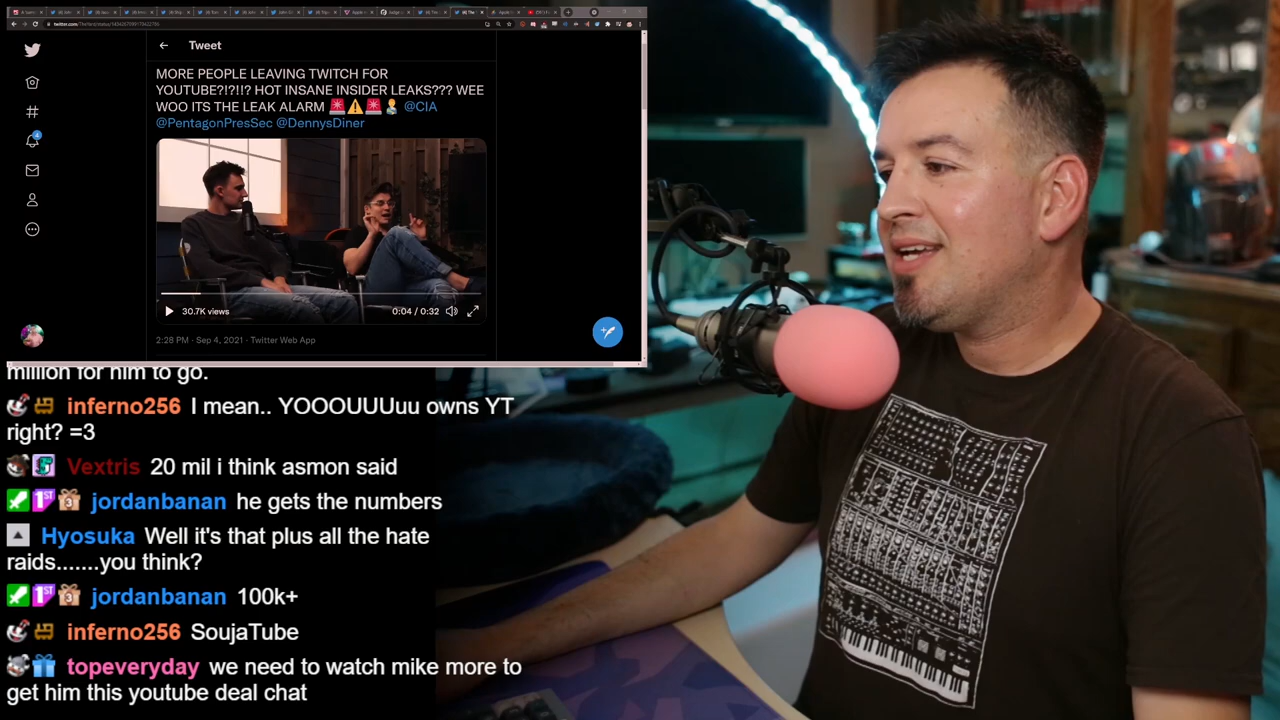 twitter.com
Tweet
MORE PEOPLE LEAVING TWITCH FOR
YOUTUBE?!?!!? HOT INSANE INSIDER LEAKS??? WEE
WOO ITS THE LEAK ALARM 🚨⚠️🚨 @CIA
@PentagonPresSec @DennysDiner
30.7K views
0:04 / 0:32
2:28 PM · Sep 4, 2021 · Twitter Web App
million for him to go.
inferno256 I mean.. YOOOUUUuu owns YT
right? =3
Vextris 20 mil i think asmon said
jordanbanan he gets the numbers
Hyosuka Well it's that plus all the hate
raids.......you think?
jordanbanan 100k+
inferno256 SoujaTube
topeveryday we need to watch mike more to
get him this youtube deal chat